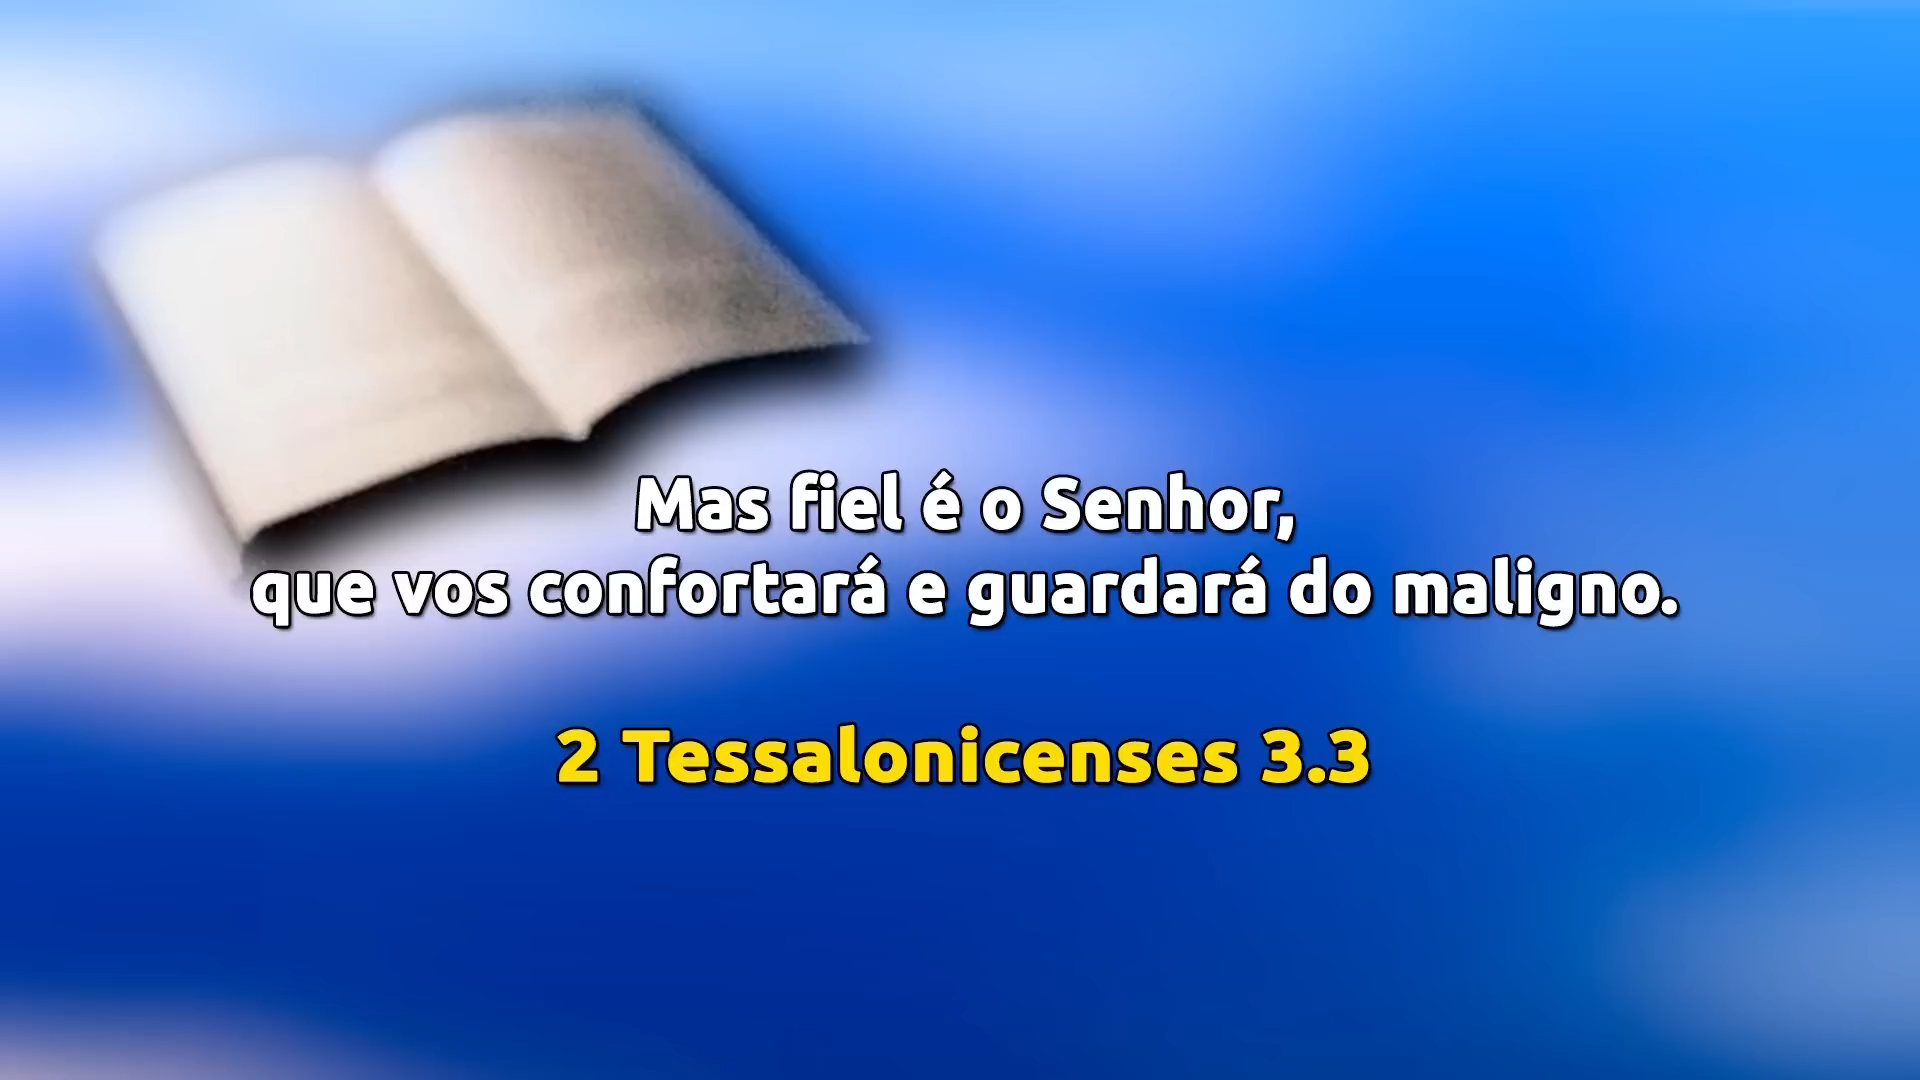 Mas fiel é o Senhor,
que vos confortará e guardará do maligno.
2 Tessalonicenses 3.3